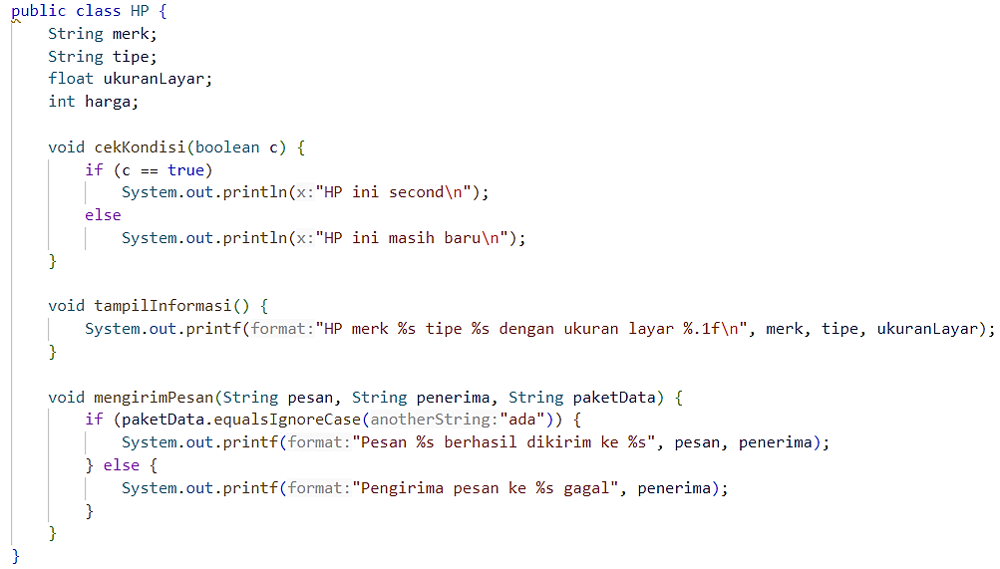 public class HP {
    String merk;
    String tipe;
    float ukuranLayar;
    int harga;

    void cekKondisi(boolean c) {
        if (c == true)
            System.out.println(x:"HP ini second\n");
        else
            System.out.println(x:"HP ini masih baru\n");
    }

    void tampilInformasi() {
        System.out.printf(format:"HP merk %s tipe %s dengan ukuran layar %.1f\n", merk, tipe, ukuranLayar);
    }

    void mengirimPesan(String pesan, String penerima, String paketData) {
        if (paketData.equalsIgnoreCase(anotherString:"ada")) {
            System.out.printf(format:"Pesan %s berhasil dikirim ke %s", pesan, penerima);
        } else {
            System.out.printf(format:"Pengirima pesan ke %s gagal", penerima);
        }
    }
}